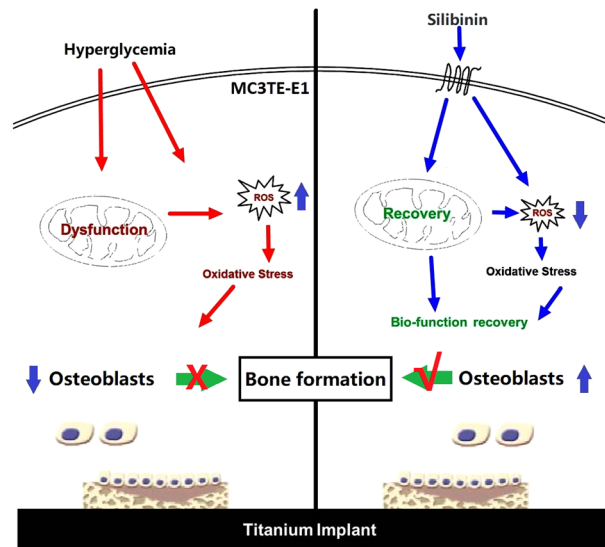 Hyperglycemia
Silibinin
MC3TE-E1
Dysfunction
ROS
Oxidative Stress
Recovery
ROS
Oxidative Stress
Bio-function recovery
Osteoblasts
X
Bone formation
√
Osteoblasts
Titanium Implant